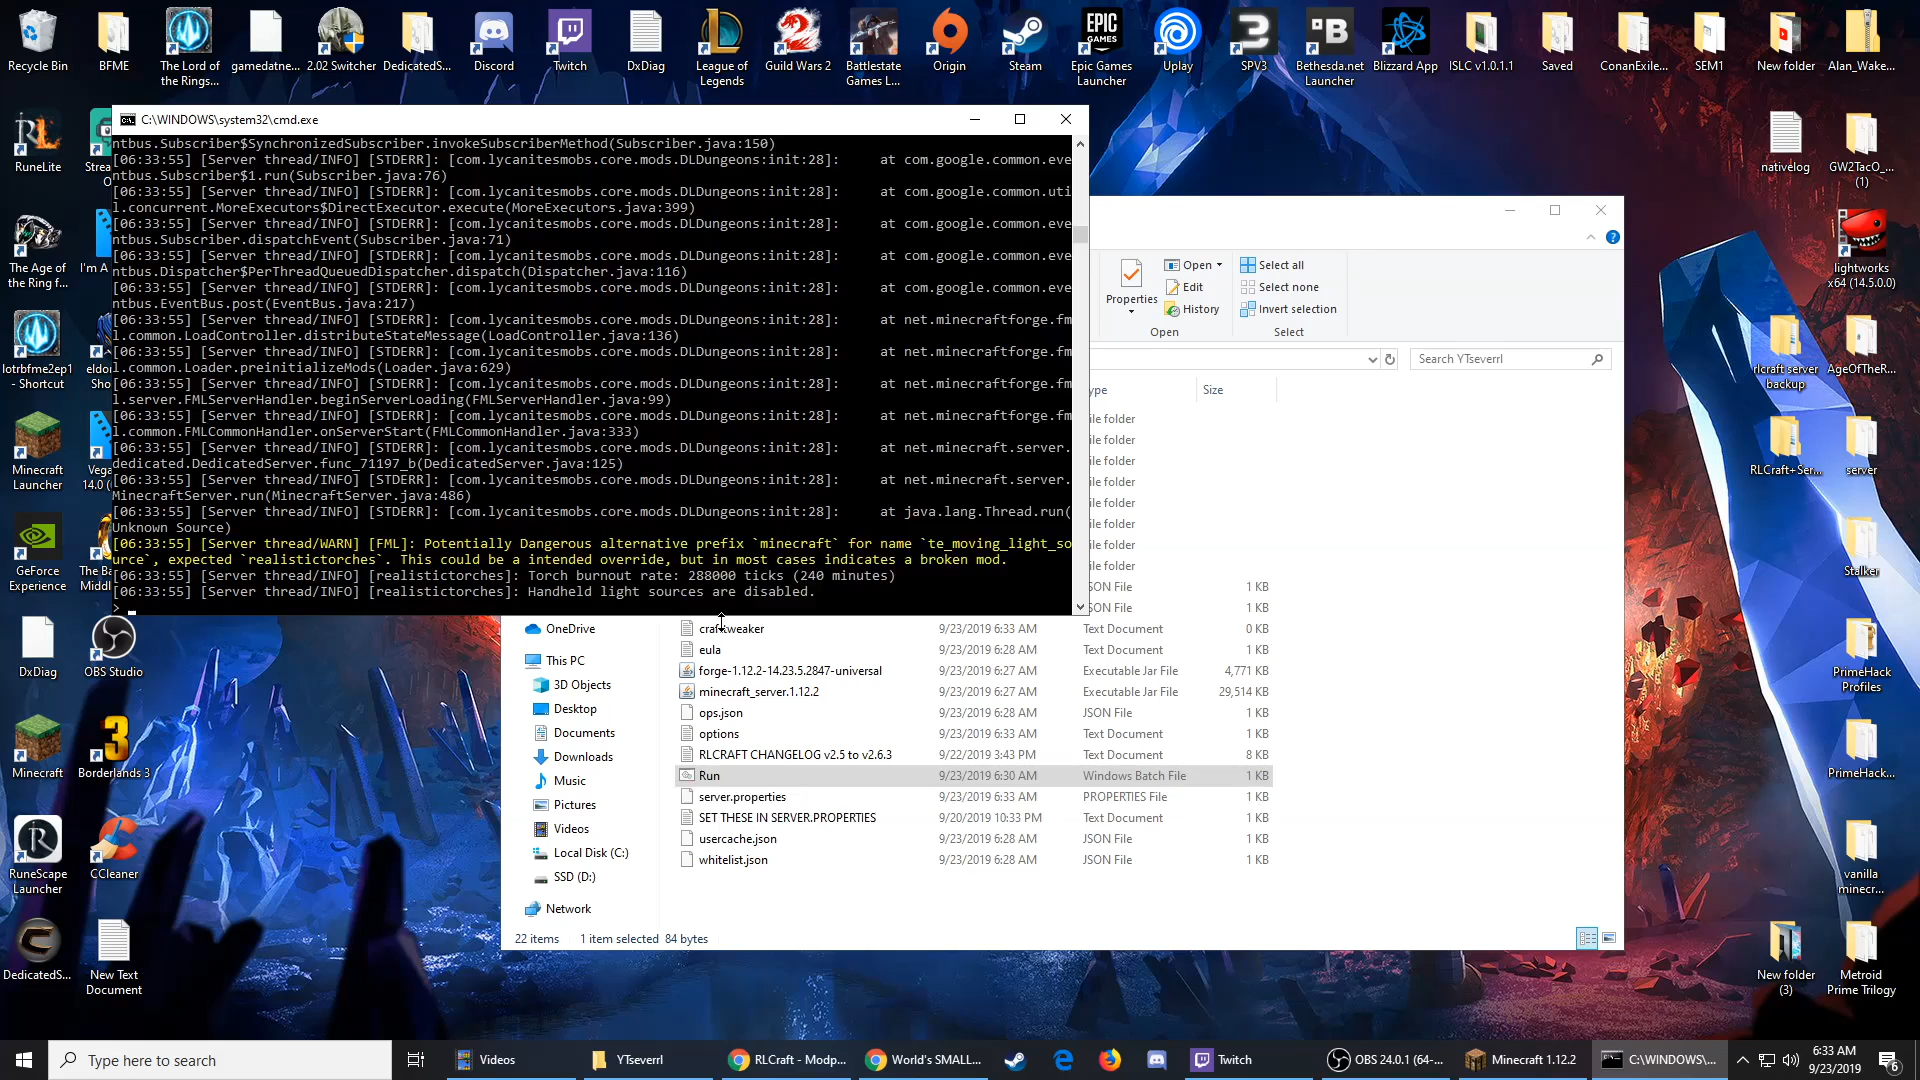 Recycle Bin
BFME
The Lord of the Rings...
gamedatne...
2.02 Switcher
DedicatedS...
Discord
Twitch
DxDiag
League of Legends
Guild Wars 2
Battlestate Games L...
Origin
Steam
Epic Games Launcher
Uplay
SPV3
Bethesda.net Launcher
Blizzard App
ISLC v1.0.1.1
Saved
ConanExile...
SEM1
New folder
Alan_Wake...
RuneLite
Strea
nativelog
GW2TacO_... (1)
The Age of the Ring f...
I'm A
lightworks x64 (14.5.0.0)
lotrbfme2ep1 - Shortcut
eldor
Sho
rlcraft server backup
AgeOfTheR...
Minecraft Launcher
Vega
14.0 (
RLCraft+Ser...
server
GeForce Experience
The Ba
Middl
Stalker
DxDiag
OBS Studio
PrimeHack Profiles
Minecraft
Borderlands 3
PrimeHack...
RuneScape Launcher
CCleaner
vanilla minecr...
DedicatedS...
New Text Document
New folder (3)
Metroid Prime Trilogy
C:\WINDOWS\system32\cmd.exe
ntbus.Subscriber$SynchronizedSubscriber.invokeSubscriberMethod(Subscriber.java:150)
[06:33:55] [Server thread/INFO] [STDERR]: [com.lycanitesmobs.core.mods.DLDungeons:init:28]:     at com.google.common.eve
ntbus.Subscriber$1.run(Subscriber.java:76)
[06:33:55] [Server thread/INFO] [STDERR]: [com.lycanitesmobs.core.mods.DLDungeons:init:28]:     at com.google.common.uti
l.concurrent.MoreExecutors$DirectExecutor.execute(MoreExecutors.java:399)
[06:33:55] [Server thread/INFO] [STDERR]: [com.lycanitesmobs.core.mods.DLDungeons:init:28]:     at com.google.common.eve
ntbus.Subscriber.dispatchEvent(Subscriber.java:71)
[06:33:55] [Server thread/INFO] [STDERR]: [com.lycanitesmobs.core.mods.DLDungeons:init:28]:     at com.google.common.eve
ntbus.Dispatcher$PerThreadQueuedDispatcher.dispatch(Dispatcher.java:116)
[06:33:55] [Server thread/INFO] [STDERR]: [com.lycanitesmobs.core.mods.DLDungeons:init:28]:     at com.google.common.eve
ntbus.EventBus.post(EventBus.java:217)
[06:33:55] [Server thread/INFO] [STDERR]: [com.lycanitesmobs.core.mods.DLDungeons:init:28]:     at net.minecraftforge.fm
l.common.LoadController.distributeStateMessage(LoadController.java:136)
[06:33:55] [Server thread/INFO] [STDERR]: [com.lycanitesmobs.core.mods.DLDungeons:init:28]:     at net.minecraftforge.fm
l.common.Loader.preinitializeMods(Loader.java:629)
[06:33:55] [Server thread/INFO] [STDERR]: [com.lycanitesmobs.core.mods.DLDungeons:init:28]:     at net.minecraftforge.fm
l.server.FMLServerHandler.beginServerLoading(FMLServerHandler.java:99)
[06:33:55] [Server thread/INFO] [STDERR]: [com.lycanitesmobs.core.mods.DLDungeons:init:28]:     at net.minecraftforge.fm
l.common.FMLCommonHandler.onServerStart(FMLCommonHandler.java:333)
[06:33:55] [Server thread/INFO] [STDERR]: [com.lycanitesmobs.core.mods.DLDungeons:init:28]:     at net.minecraft.server.
dedicated.DedicatedServer.func_71197_b(DedicatedServer.java:125)
[06:33:55] [Server thread/INFO] [STDERR]: [com.lycanitesmobs.core.mods.DLDungeons:init:28]:     at net.minecraft.server.
MinecraftServer.run(MinecraftServer.java:486)
[06:33:55] [Server thread/INFO] [STDERR]: [com.lycanitesmobs.core.mods.DLDungeons:init:28]:     at java.lang.Thread.run(
Unknown Source)
[06:33:55] [Server thread/WARN] [FML]: Potentially Dangerous alternative prefix `minecraft` for name `te_moving_light_so
urce`, expected `realistictorches`. This could be a intended override, but in most cases indicates a broken mod.
[06:33:55] [Server thread/INFO] [realistictorches]: Torch burnout rate: 288000 ticks (240 minutes)
[06:33:55] [Server thread/INFO] [realistictorches]: Handheld light sources are disabled.
>
Properties
Open
Edit
History
Open
Select all
Select none
Invert selection
Select
Search YTseverrl
ype Size
ile folder
ile folder
ile folder
ile folder
ile folder
ile folder
ile folder
ile folder
SON File 1 KB
SON File 1 KB
OneDrive
This PC
3D Objects
Desktop
Documents
Downloads
Music
Pictures
Videos
Local Disk (C:)
SSD (D:)
Network
crafttweaker 9/23/2019 6:33 AM Text Document 0 KB
eula 9/23/2019 6:28 AM Text Document 1 KB
forge-1.12.2-14.23.5.2847-universal 9/23/2019 6:27 AM Executable Jar File 4,771 KB
minecraft_server.1.12.2 9/23/2019 6:27 AM Executable Jar File 29,514 KB
ops.json 9/23/2019 6:28 AM JSON File 1 KB
options 9/23/2019 6:33 AM Text Document 1 KB
RLCRAFT CHANGELOG v2.5 to v2.6.3 9/22/2019 3:43 PM Text Document 8 KB
Run 9/23/2019 6:30 AM Windows Batch File 1 KB
server.properties 9/23/2019 6:33 AM PROPERTIES File 1 KB
SET THESE IN SERVER.PROPERTIES 9/20/2019 10:33 PM Text Document 1 KB
usercache.json 9/23/2019 6:28 AM JSON File 1 KB
whitelist.json 9/23/2019 6:28 AM JSON File 1 KB
22 items 1 item selected 84 bytes
Type here to search
Videos
YTseverrl
RLCraft - Modp...
World's SMALL...
Twitch
OBS 24.0.1 (64-...
Minecraft 1.12.2
C:\WINDOWS\...
6:33 AM
9/23/2019
6